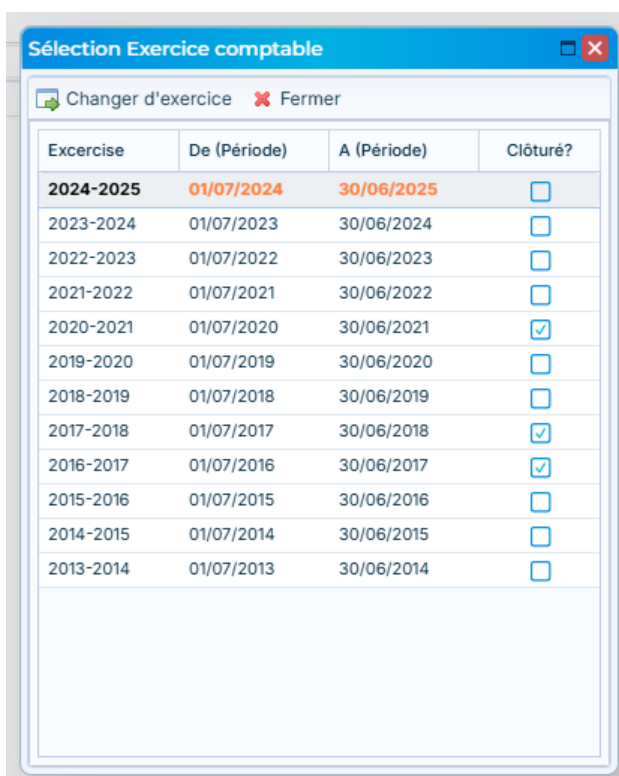 Sélection Exercice comptable
Changer d'exercice Fermer
Excercise De (Période) A (Période) Clôturé?
2024-2025 01/07/2024 30/06/2025
2023-2024 01/07/2023 30/06/2024
2022-2023 01/07/2022 30/06/2023
2021-2022 01/07/2021 30/06/2022
2020-2021 01/07/2020 30/06/2021
2019-2020 01/07/2019 30/06/2020
2018-2019 01/07/2018 30/06/2019
2017-2018 01/07/2017 30/06/2018
2016-2017 01/07/2016 30/06/2017
2015-2016 01/07/2015 30/06/2016
2014-2015 01/07/2014 30/06/2015
2013-2014 01/07/2013 30/06/2014